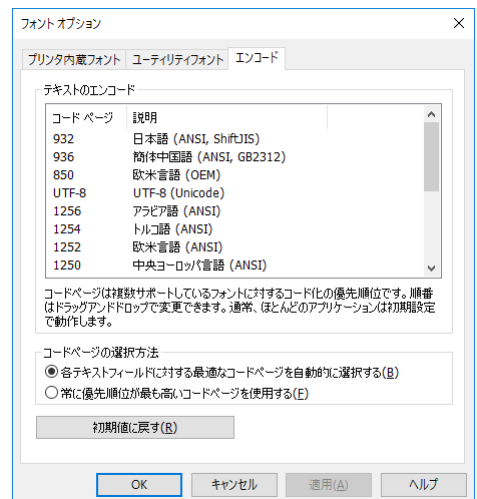 フォント オプション
プリンタ内蔵フォント ユーティリティフォント エンコード
テキストのエンコード
コード ページ 説明
932 日本語 (ANSI, ShiftJIS)
936 簡体中国語 (ANSI, GB2312)
850 欧米言語 (OEM)
UTF-8 UTF-8 (Unicode)
1256 アラビア語 (ANSI)
1254 トルコ語 (ANSI)
1252 欧米言語 (ANSI)
1250 中央ヨーロッパ言語 (ANSI)
コードページは複数サポートしているフォントに対するコード化の優先順位です。順番
はドラッグアンドドロップで変更できます。通常、ほとんどのアプリケーションは初期設定
で動作します。
コードページの選択方法
各テキストフィールドに対する最適なコードページを自動的に選択する(B)
常に優先順位が最も高いコードページを使用する(F)
初期値に戻す(R)
OK キャンセル 適用(A) ヘルプ